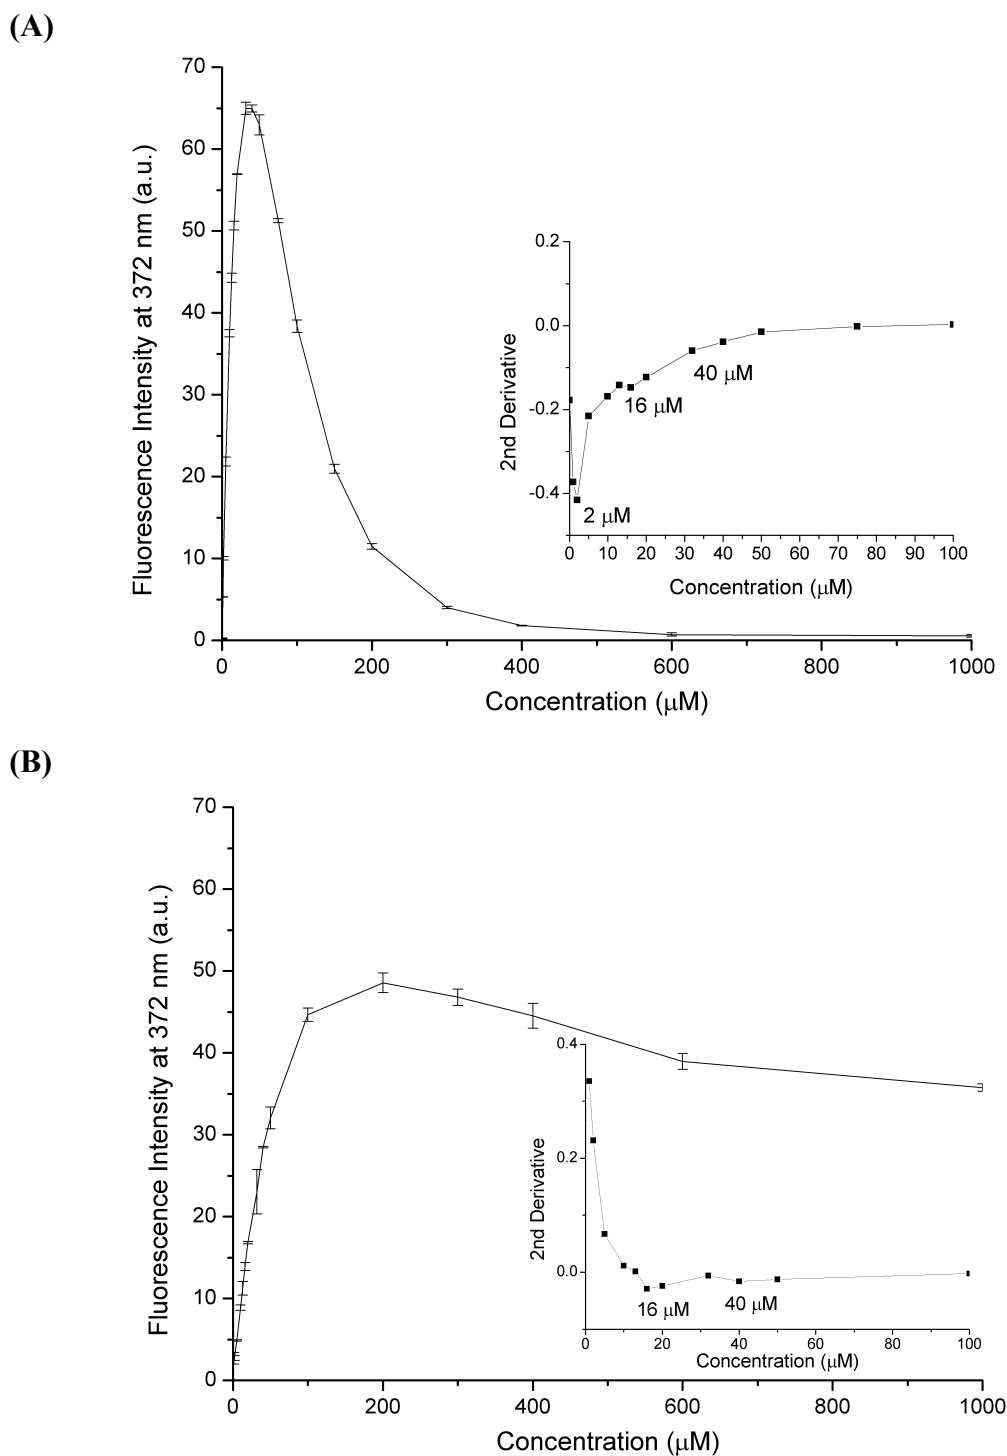 (A)
70
60
50
40
30
20
10
0
Fluorescence Intensity at 372 nm (a.u.)
0 200 400 600 800 1000
Concentration (μM)
0.2
0.0
-0.2
-0.4
2nd Derivative
40 μM
16 μM
2 μM
0 10 20 30 40 50 60 70 80 90 100
Concentration (μM)
(B)
70
60
50
40
30
20
10
0
Fluorescence Intensity at 372 nm (a.u.)
0 200 400 600 800 1000
Concentration (μM)
0.4
0.2
0.0
2nd Derivative
16 μM 40 μM
0 20 40 60 80 100
Concentration (μM)